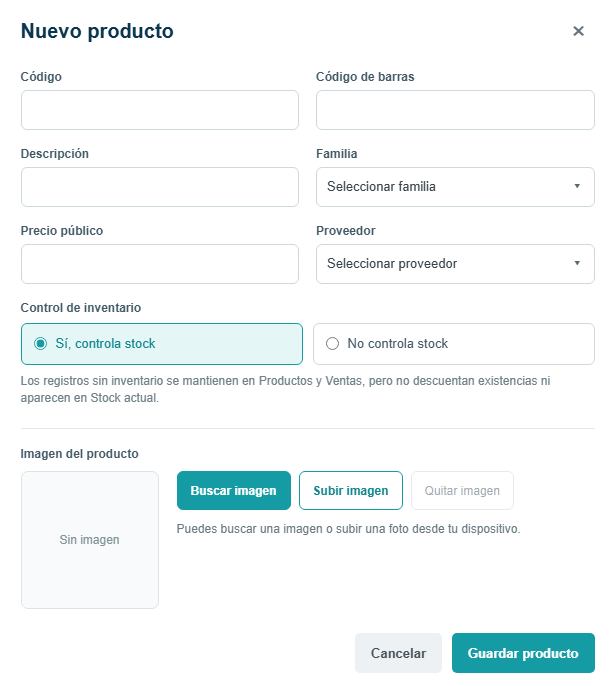 Nuevo producto
Código
Código de barras
Descripción
Familia
Seleccionar familia
Precio público
Proveedor
Seleccionar proveedor
Control de inventario
Sí, controla stock
No controla stock
Los registros sin inventario se mantienen en Productos y Ventas, pero no descuentan existencias ni
aparecen en Stock actual.
Imagen del producto
Sin imagen
Buscar imagen
Subir imagen
Quitar imagen
Puedes buscar una imagen o subir una foto desde tu dispositivo.
Cancelar
Guardar producto